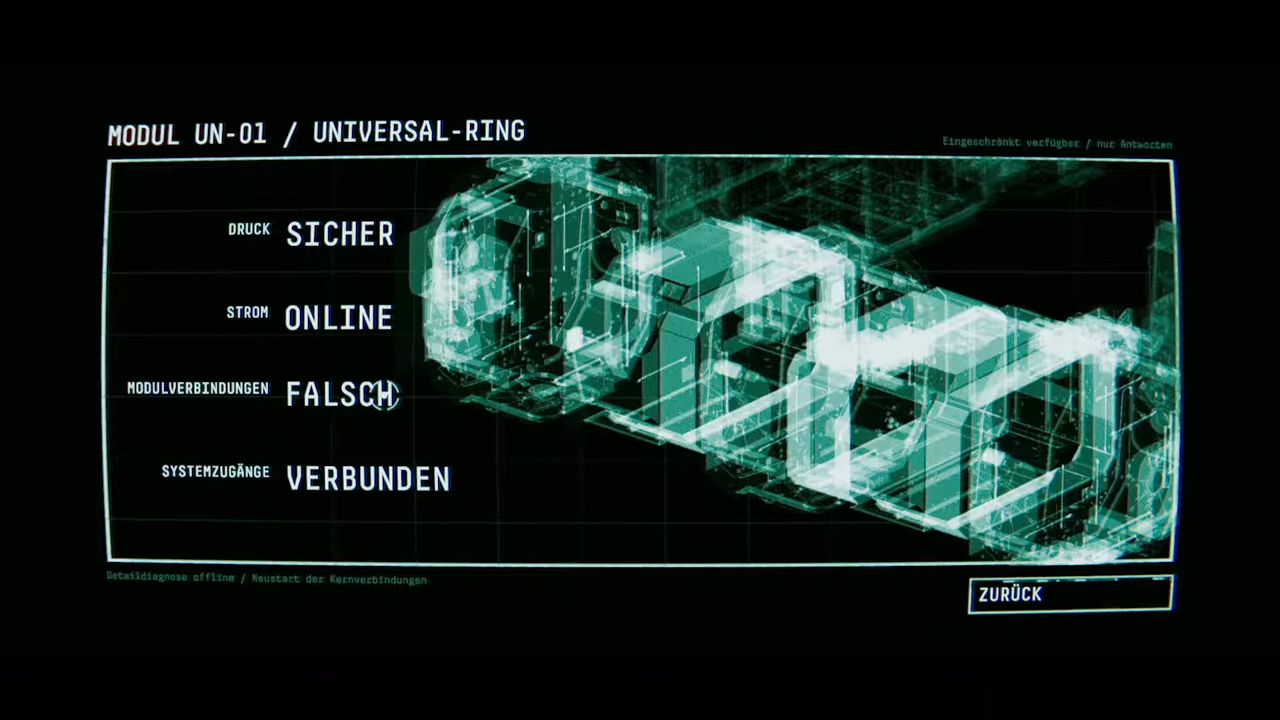 MODUL UN-01 / UNIVERSAL-RING
Eingeschränkt verfügbar / nur Antworten
DRUCK SICHER
STROM ONLINE
MODULVERBINDUNGEN FALSCH
SYSTEMZUGÄNGE VERBUNDEN
Detaildiagnose offline / Neustart der Kernverbindungen
ZURÜCK